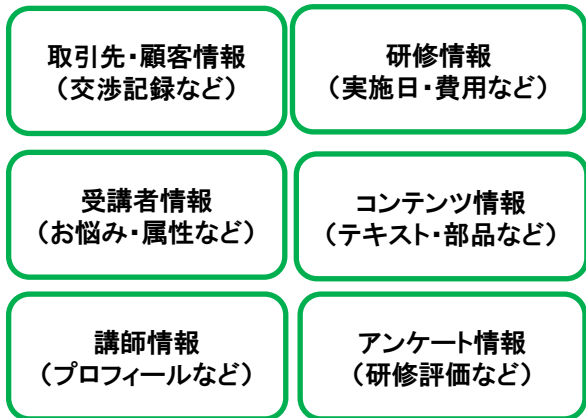 取引先・顧客情報
（交渉記録など）
研修情報
（実施日・費用など）
受講者情報
（お悩み・属性など）
コンテンツ情報
（テキスト・部品など）
講師情報
（プロフィールなど）
アンケート情報
（研修評価など）